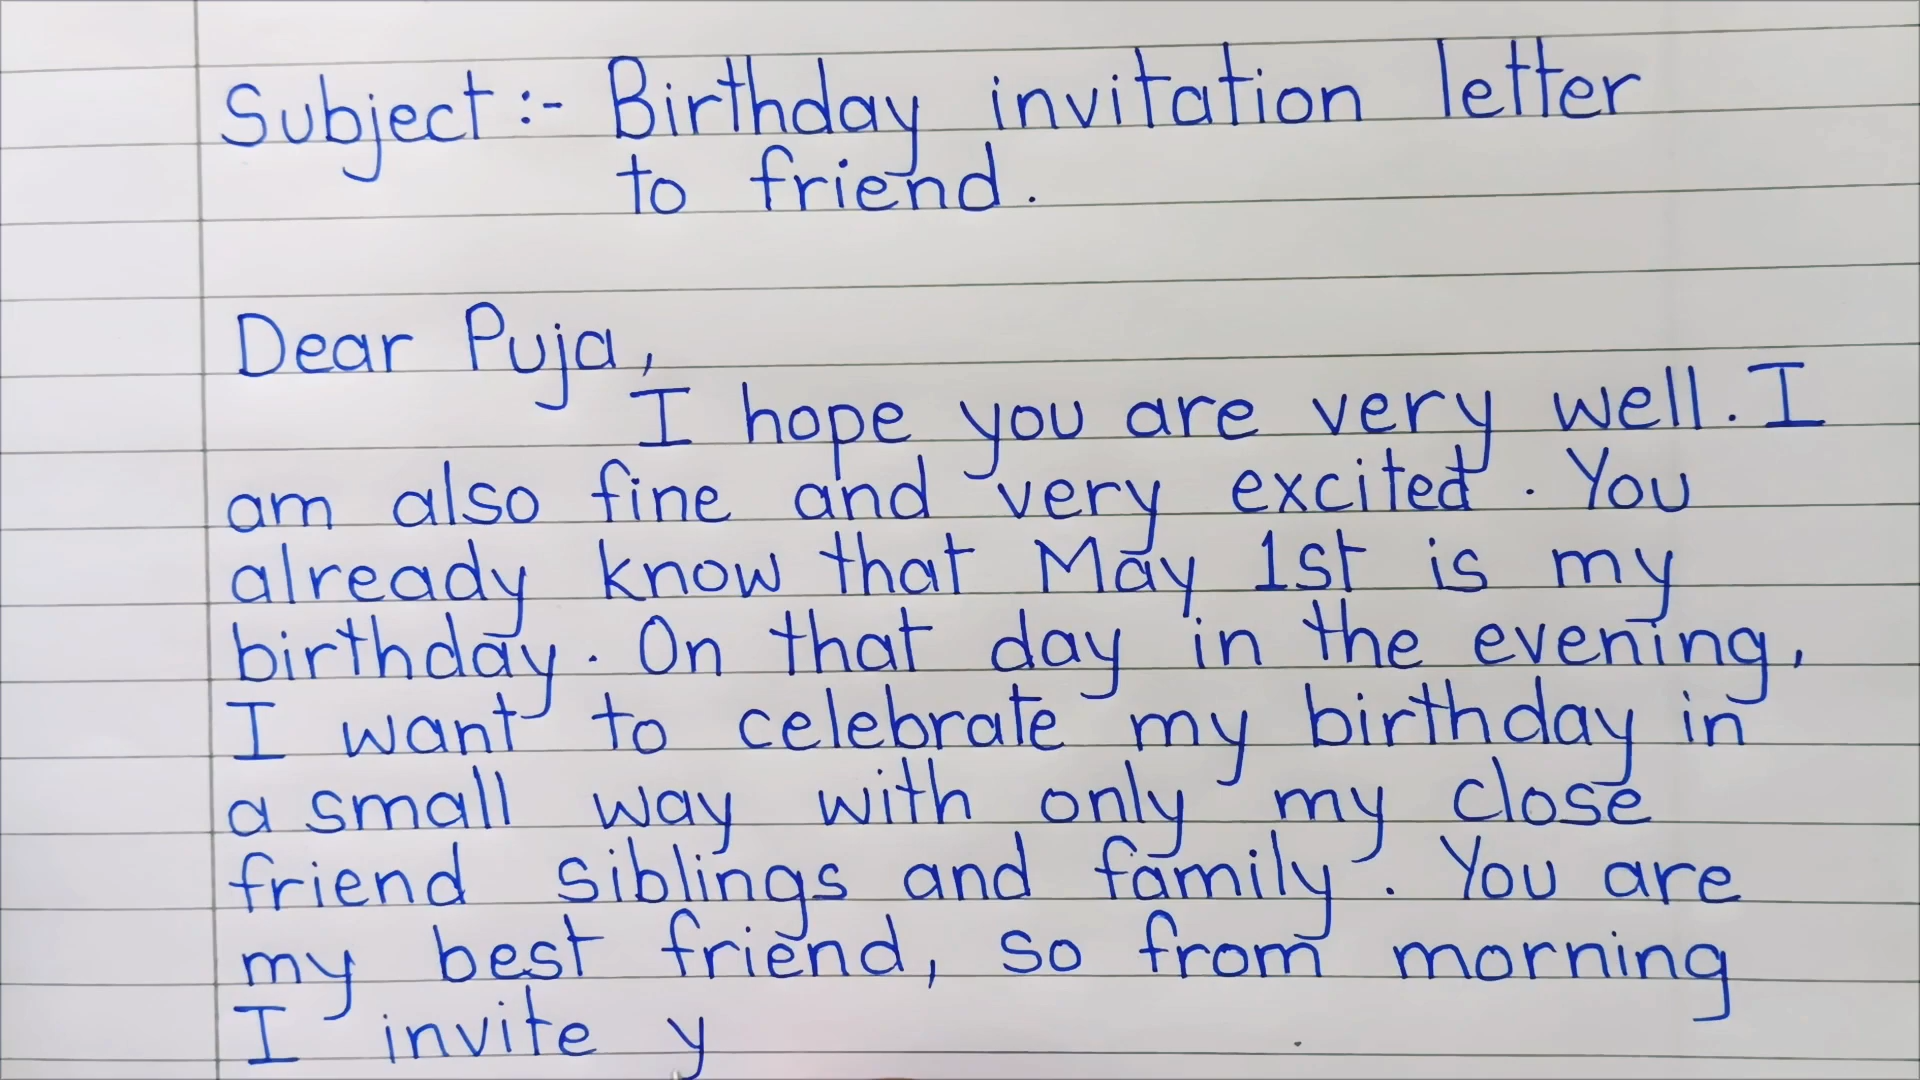 Subject :- Birthday invitation letter
to friend.
Dear Puja,
I hope you are very well. I
am also fine and very excited. You
already know that May 1st is my
birthday. On that day in the evening,
I want to celebrate my birthday in
a small way with only my close
friend siblings and family. You are
my best friend, so from morning
I invite y